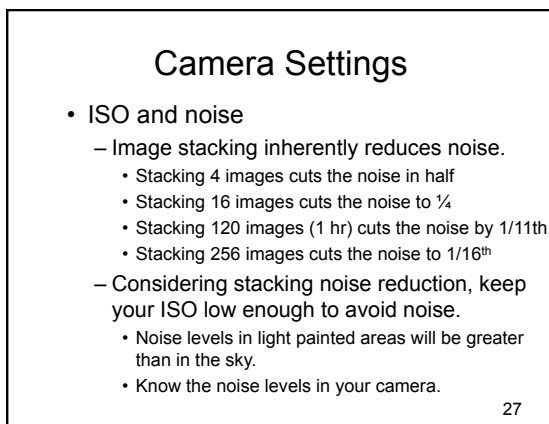 Camera Settings
• ISO and noise
– Image stacking inherently reduces noise.
• Stacking 4 images cuts the noise in half
• Stacking 16 images cuts the noise to ¼
• Stacking 120 images (1 hr) cuts the noise by 1/11th
• Stacking 256 images cuts the noise to 1/16th
– Considering stacking noise reduction, keep
your ISO low enough to avoid noise.
• Noise levels in light painted areas will be greater
than in the sky.
• Know the noise levels in your camera.
27